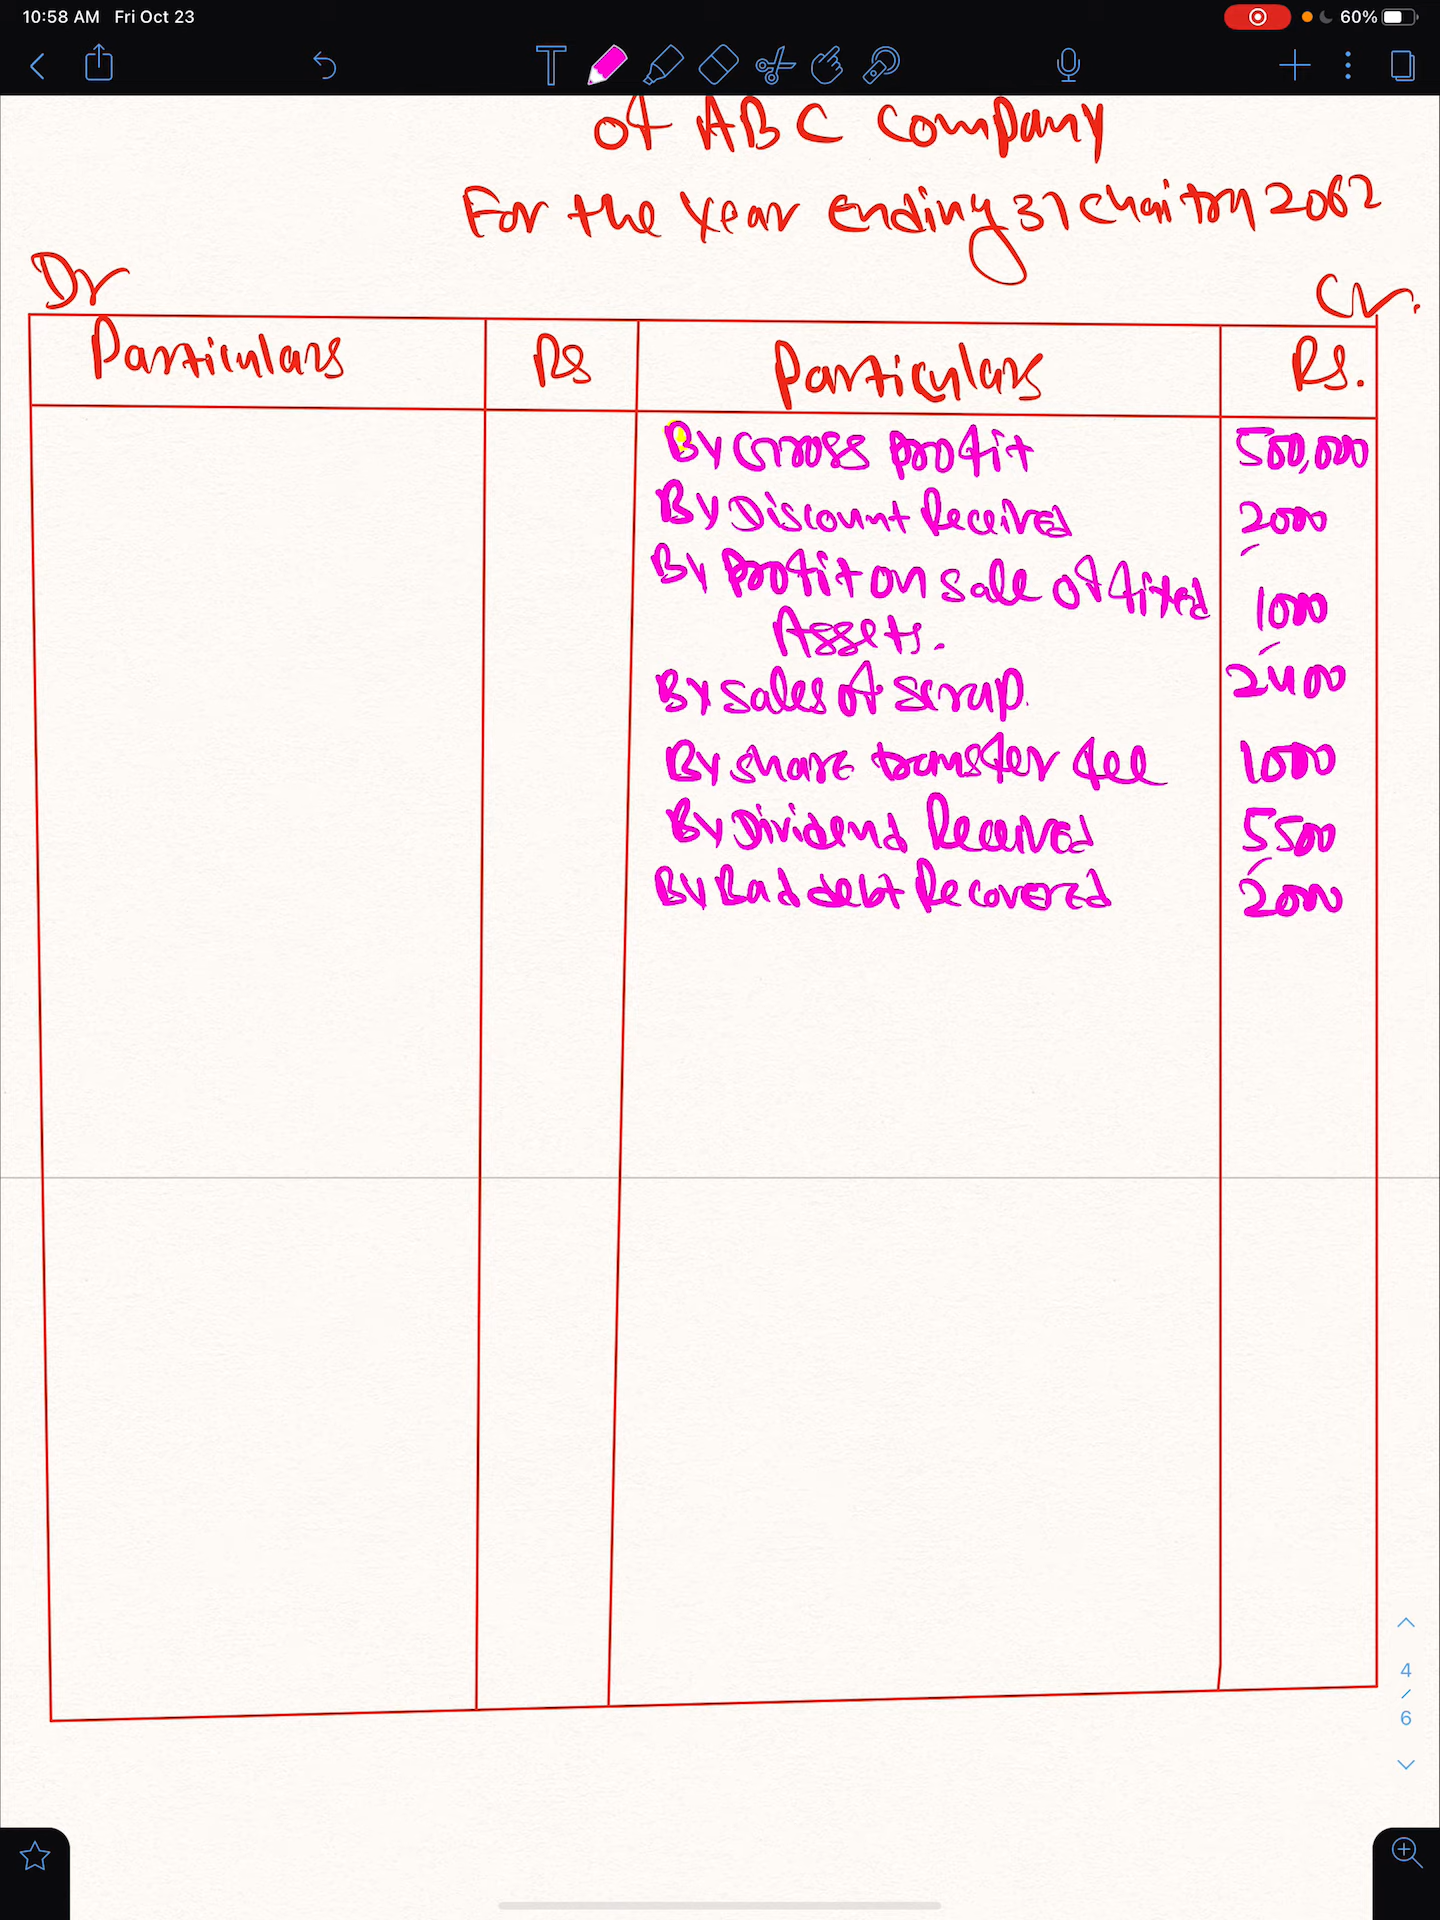 10:58 AM Fri Oct 23
60%
of ABC Company
For the Year Ending 31 Chaitra 2062
Dr
Cr.
Particulars Rs Particulars Rs.
By Gross Profit 500,000
By Discount Received 2000
By Profit on Sale of fixed 1000
Assets.
By Sales of Scrap. 2400
By Share transfer fee 1000
By Dividend Received 5500
By Bad debt Recovered 2000
4
/
6